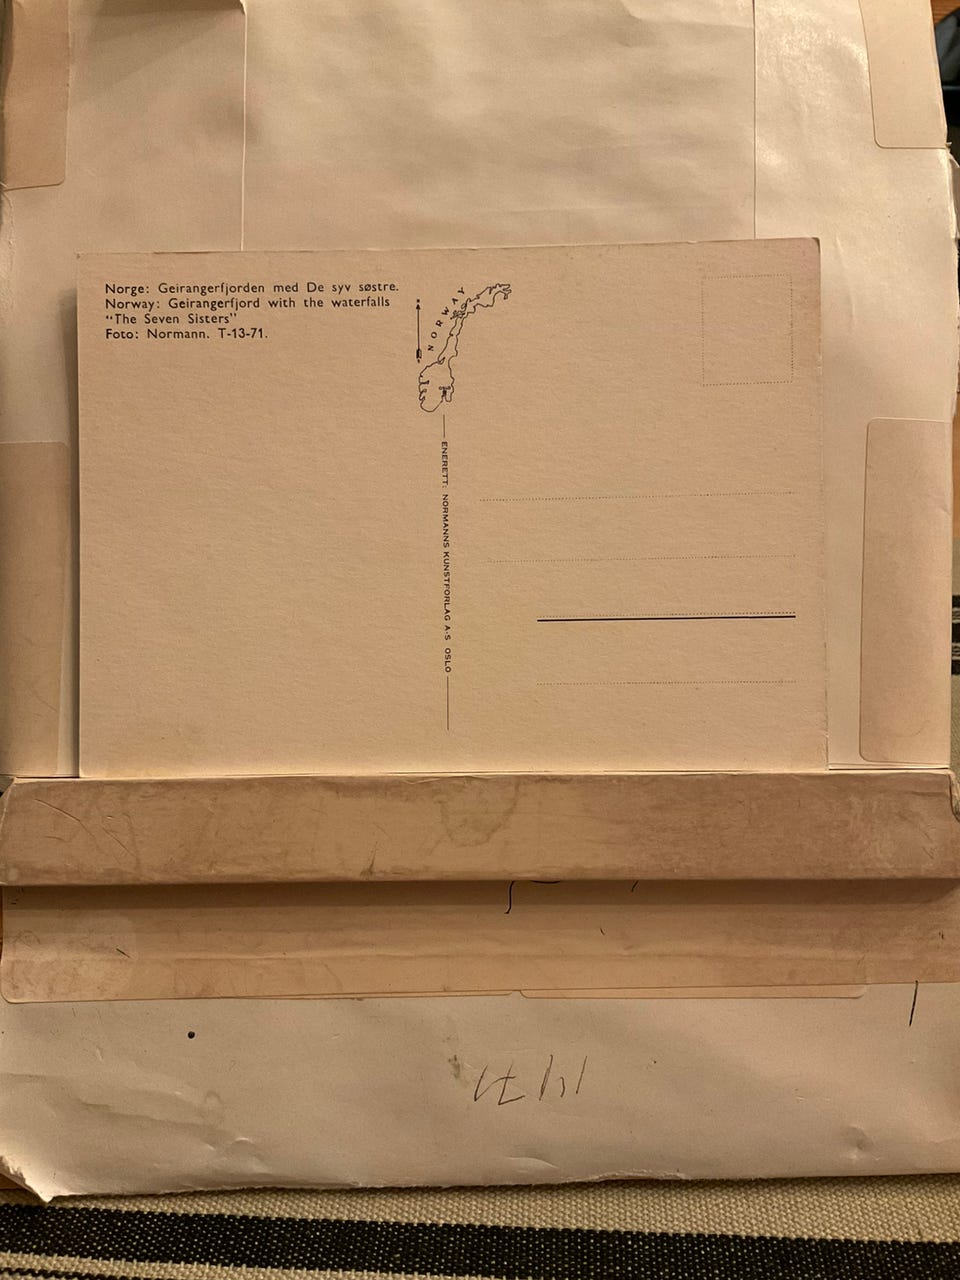 Norge: Geirangerfjorden med De syv søstre.
Norway: Geirangerfjord with the waterfalls
“The Seven Sisters”
Foto: Normann. T-13-71.
NORWAY
OSLO
ENERETT: NORMANNS KUNSTFORLAG A-S OSLO